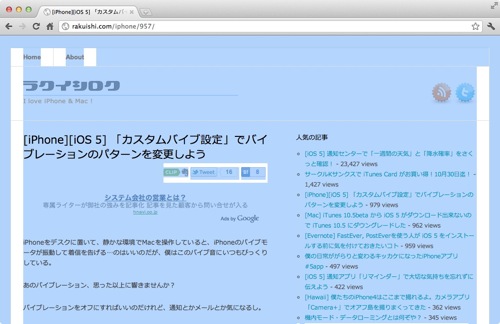 [iPhone][iOS 5] 「カスタムバイ
rakuishi.com/iphone/957/
Home
About
ラクイシロク
I love iPhone & Mac !
[iPhone][iOS 5] 「カスタムバイブ設定」でバイ
ブレーションのパターンを変更しよう
CLIP
Tweet
16
B!
8
システム会社の営業とは?
専属ライターが御社の強みを記事化 記事を見た顧客から問い合せが入る
Ads by Google
iPhoneをデスクに置いて、静かな環境でMacを操作していると、iPhoneのバイブモ
ータが振動して着信を告げる…のはいいのだが、僕はこのバイブ音にいつもびっくり
している。
あのバイブレーション、思った以上に響きませんか?
バイブレーションをオフにすればいいのだけれど、通知とかメールとか気になるし。
人気の記事
[iOS 5] 通知センターで「一週間の天気」と「降水確率」をさく
っと確認! - 23,427 views
サークルKサンクスで iTunes Card がお買い得!10月30日迄! -
1,427 views
[iPhone][iOS 5] 「カスタムバイブ設定」でバイブレーションの
パターンを変更しよう - 979 views
[Mac] iTunes 10.5beta から iOS 5 がダウンロード出来ないの
で iTunes 10.5 にダウングレードした - 962 views
[Evernote] FastEver, PostEverを使う人が iOS 5 をインストー
ルする前に気を付けておきたいコト - 959 views
僕の日常ががらりと変わるキッカケになったiPhoneアプリ
#5app - 497 views
[iOS 5] 通知アプリ「リマインダー」で大切な気持ちを忘れずに
伝えよう - 422 views
[Hawaii] 僕たちのiPhone4はここまで撮れるよ。カメラアプリ
「Camera+」でオアフ島を撮りまくってきた - 362 views
機内モード・データローミングとは何ぞや? - 345 views